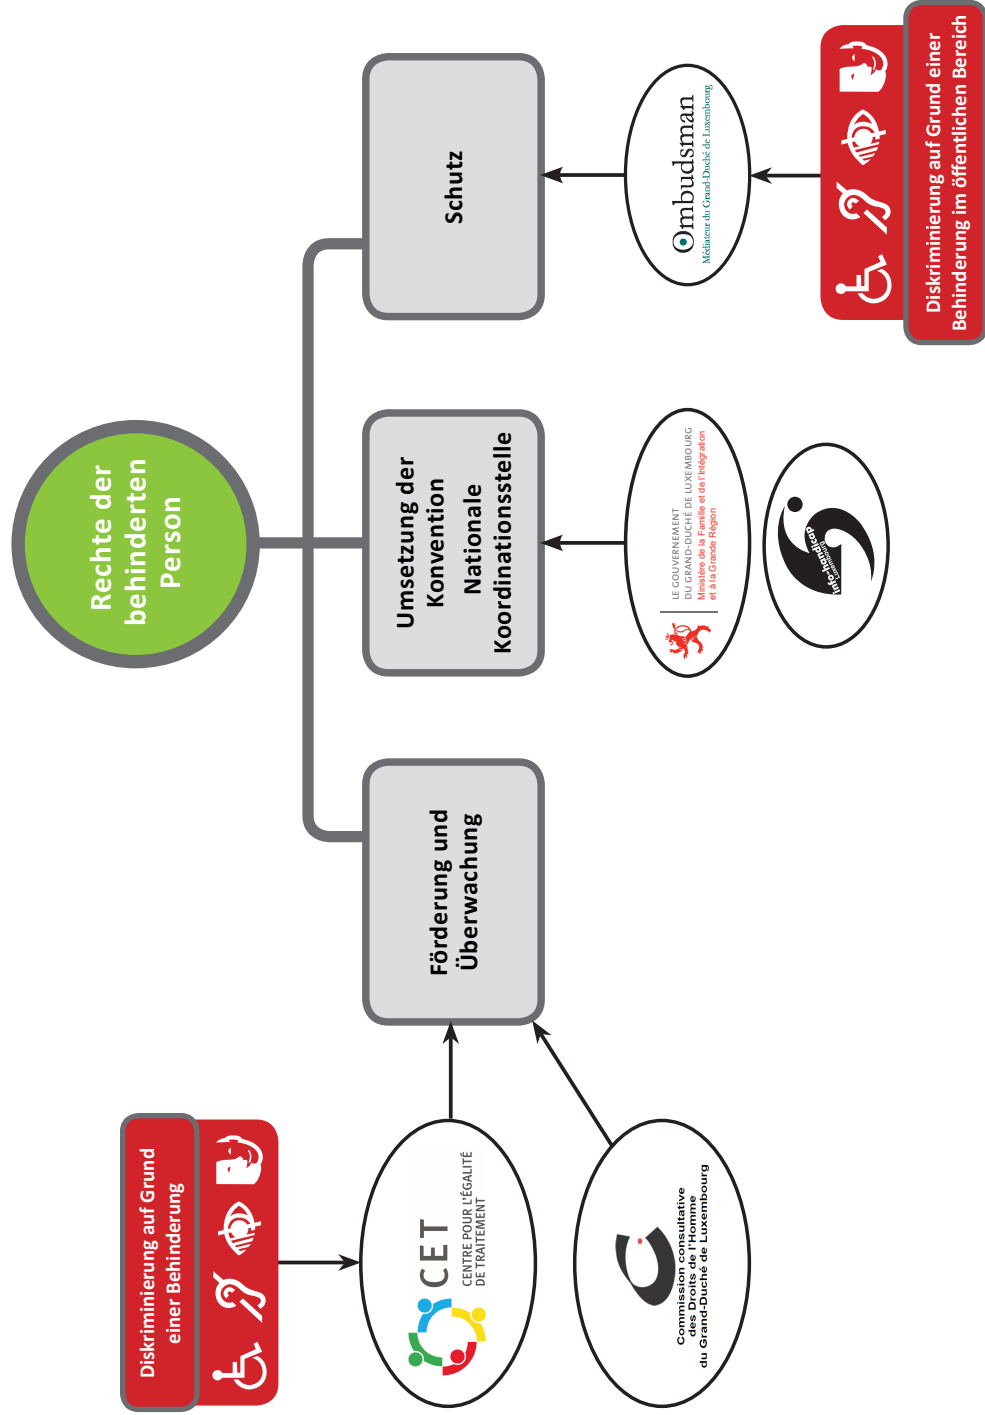 Rechte der
behinderten
Person
Förderung und
Überwachung
Umsetzung der
Konvention
Nationale
Koordinationsstelle
Schutz
Diskriminierung auf Grund
einer Behinderung
CET
CENTRE POUR L'ÉGALITÉ
DE TRAITEMENT
Commission consultative
des Droits de l'Homme
du Grand-Duché de Luxembourg
LE GOUVERNEMENT
DU GRAND-DUCHÉ DE LUXEMBOURG
Ministère de la Famille et de l'Intégration
et à la Grande Région
info-handicap
Luxembourg
Ombudsman
Médiateur du Grand-Duché de Luxembourg
Diskriminierung auf Grund einer
Behinderung im öffentlichen Bereich